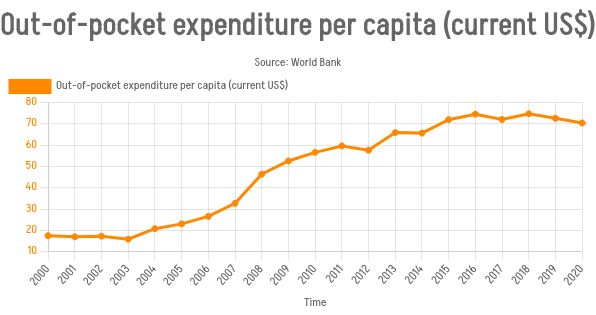 Out-of-pocket expenditure per capita (current US$)
Source: World Bank
Out-of-pocket expenditure per capita (current US$)
80
70
60
50
40
30
20
10
2000 2001 2002 2003 2004 2005 2006 2007 2008 2009 2010 2011 2012 2013 2014 2015 2016 2017 2018 2019 2020
Time